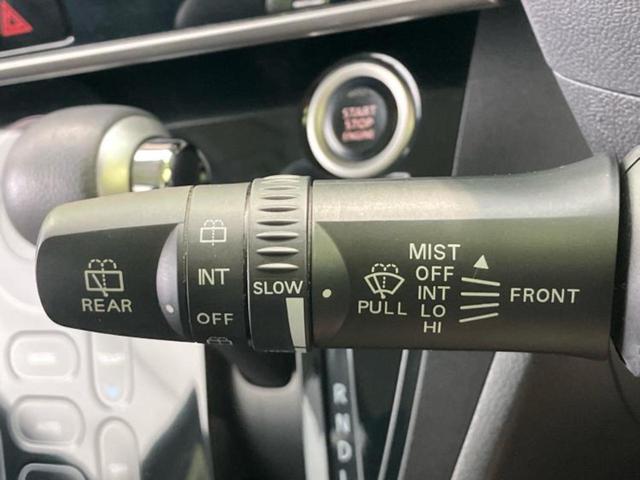 START
STOP
ENGINE
REAR
INT
OFF
SLOW
PULL
MIST
OFF
INT
LO
HI
FRONT
R
N
D